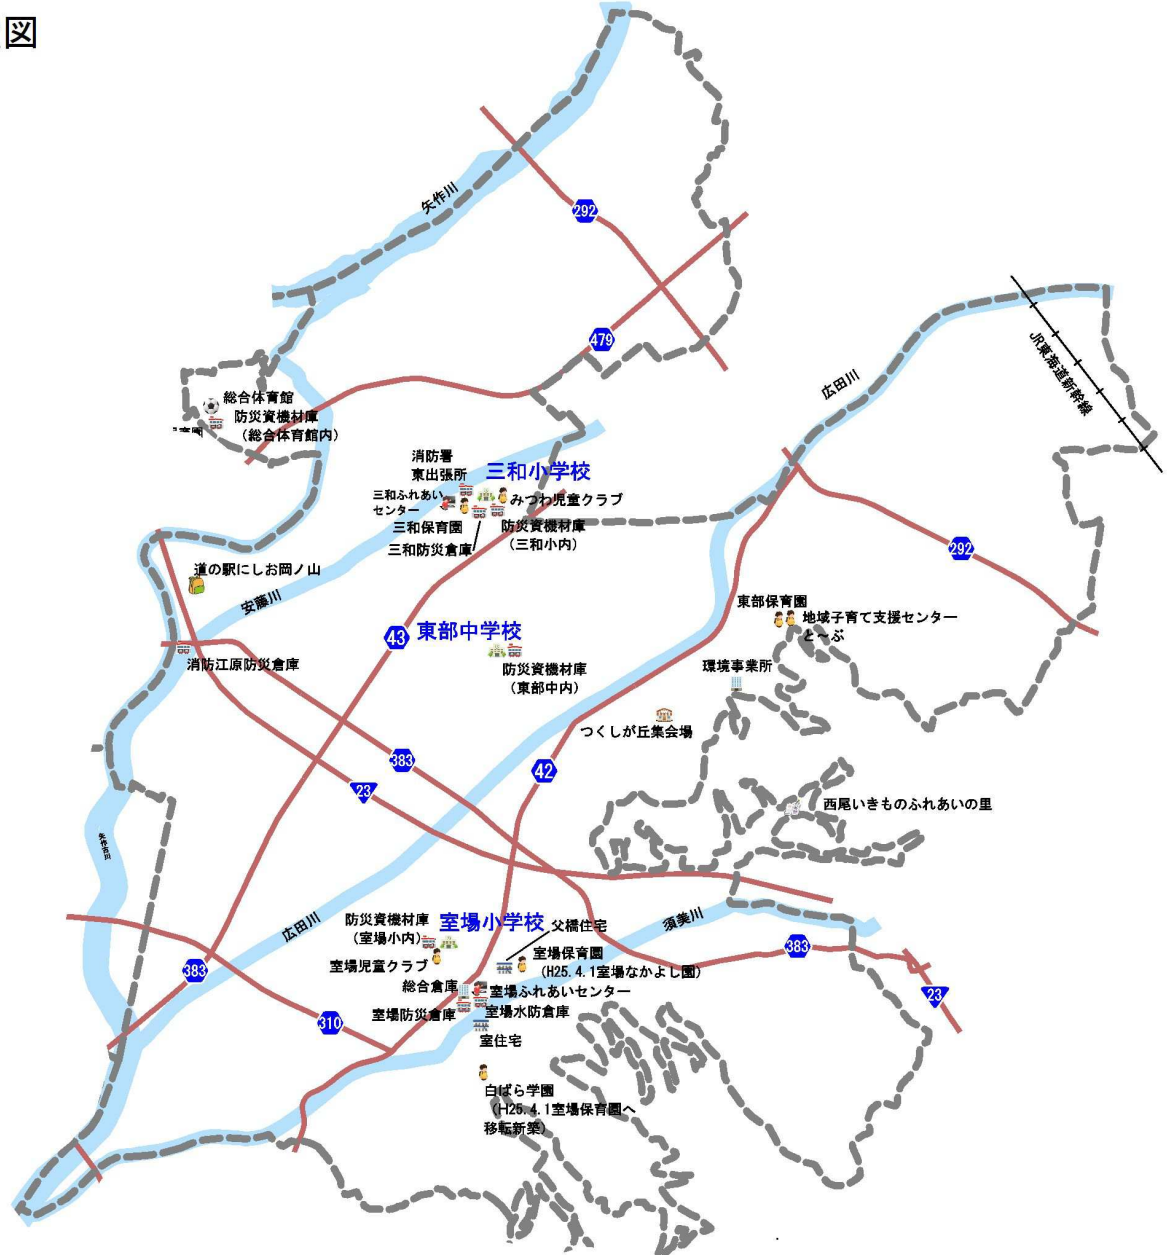 図
矢作川
292
479
広田川
JR東海道新幹線
総合体育館
防災資機材庫
（総合体育館内）
消防署
東出張所
三和小学校
三和ふれあい
センター
みつわ児童クラブ
三和保育園
防災資機材庫
（三和小内）
三和防災倉庫
292
道の駅にしお岡ノ山
安藤川
東部保育園
地域子育て支援センター
と～ぶ
43
東部中学校
消防江原防災倉庫
防災資機材庫
（東部中内）
環境事業所
つくしが丘集会場
383
42
23
西尾いきものふれあいの里
矢作古川
広田川
防災資機材庫
（室場小内）
室場小学校
父橋住宅
須美川
室場児童クラブ
室場保育園
（H25.4.1室場なかよし園）
383
383
総合倉庫
室場ふれあいセンター
23
室場防災倉庫
室場水防倉庫
310
室住宅
白ばら学園
（H25.4.1室場保育園へ
移転新築）